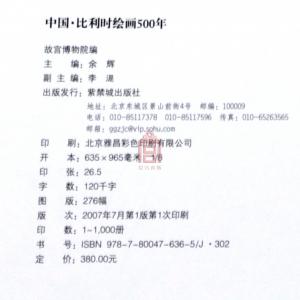 中国·比利时绘画500年
故宫博物院编
主 编：余 辉
副主编：李 湜
出版发行：紫禁城出版社
地址：北京东城区景山前街4号 邮编：100009
电话：010-85117378 010-85117596 传真：010-65263565
邮箱：ggzjc@vip.sohu.com
印 刷：北京雅昌彩色印刷有限公司
开 本：635×965毫米 1/8
印 张：26.5
字 数：120千字
图 版：276幅
版 次：2007年7月第1版第1次印刷
印 数：1~1,000册
书 号：ISBN 978-7-80047-636-5/J·302
定 价：380.00元